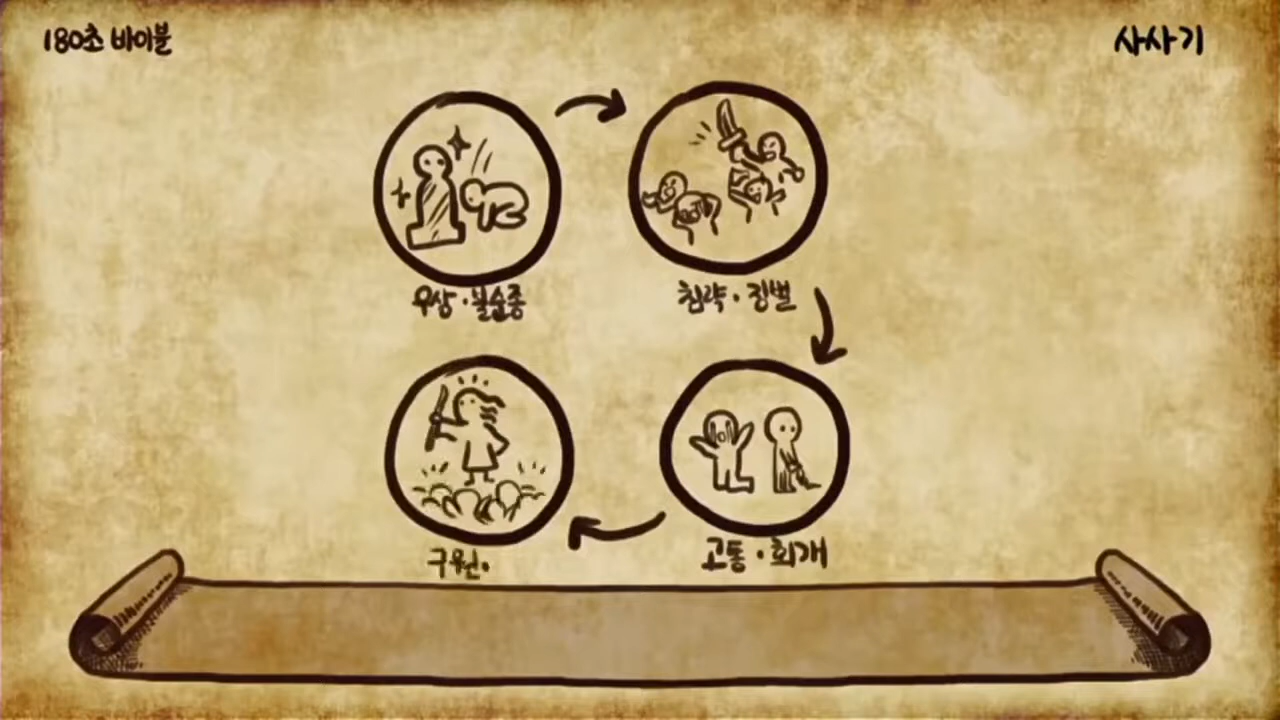 180초 바이블
사사기
우상·불순종
침략·징벌
구원·
고통·회개